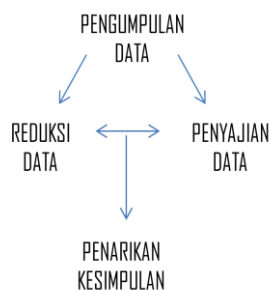 PENGUMPULAN
DATA
REDUKSI
DATA
PENYAJIAN
DATA
PENARIKAN
KESIMPULAN